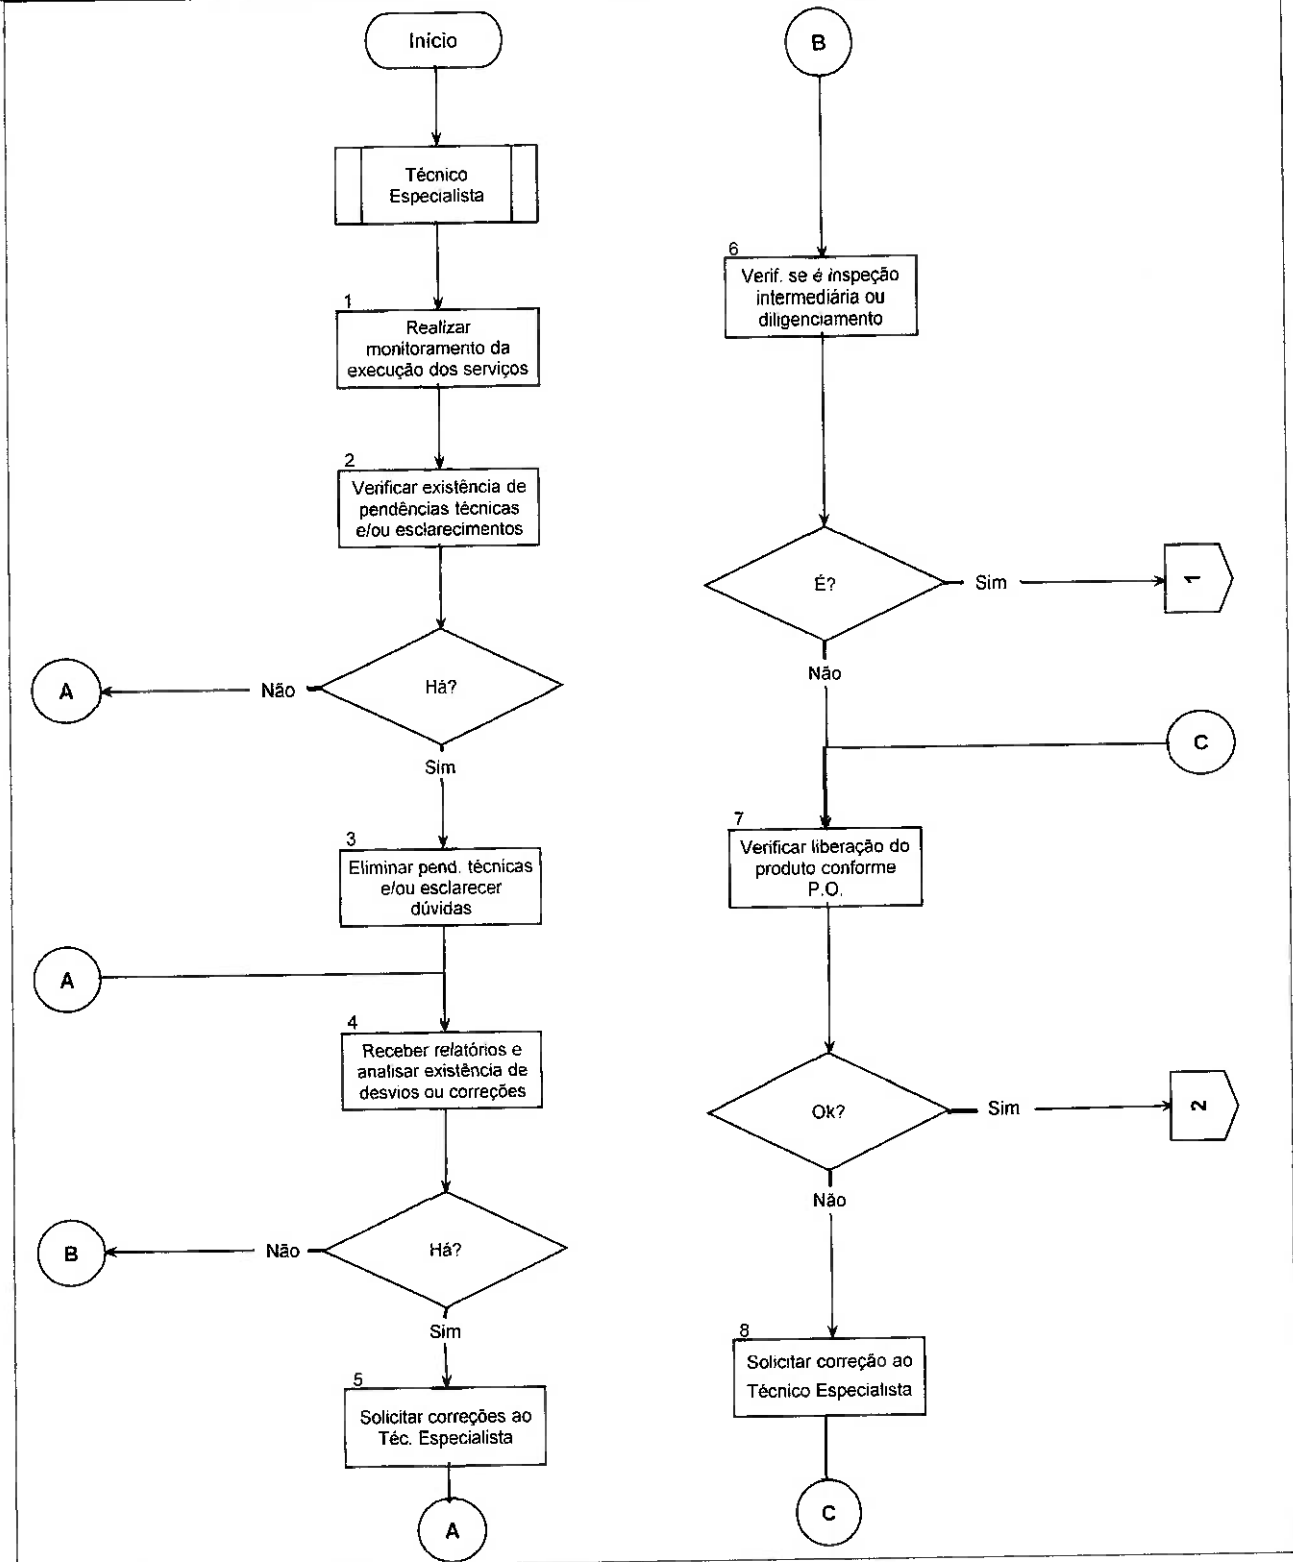 Início
Técnico
Especialista
1
Realizar
monitoramento da
execução dos serviços
2
Verificar existência de
pendências técnicas
e/ou esclarecimentos
A
Não
Há?
Sim
3
Eliminar pend. técnicas
e/ou esclarecer
dúvidas
A
4
Receber relatórios e
analisar existência de
desvios ou correções
B
Não
Há?
Sim
5
Solicitar correções ao
Téc. Especialista
A
B
6
Verif. se é inspeção
intermediária ou
diligenciamento
É?
Sim
1
Não
C
7
Verificar liberação do
produto conforme
P.O.
Ok?
Sim
2
Não
8
Solicitar correção ao
Técnico Especialista
C